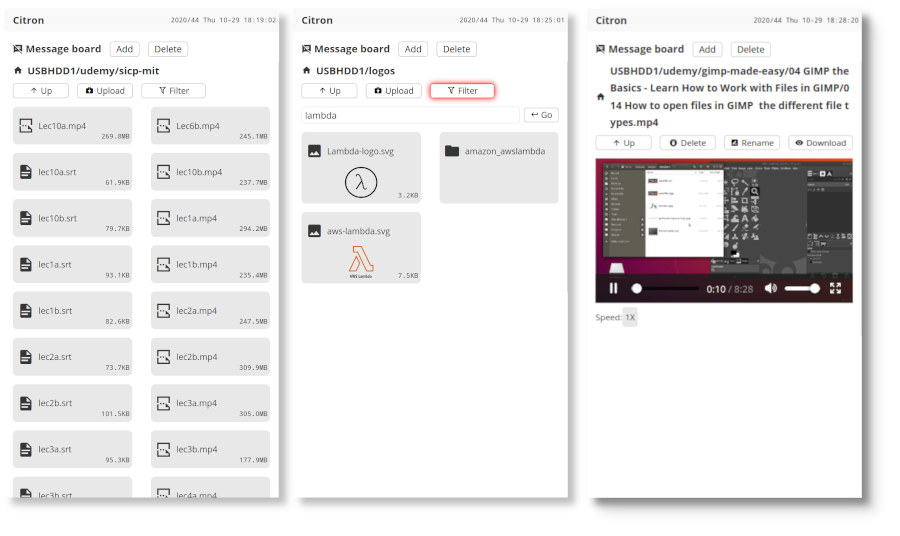 Citron
2020/44 Thu 10-29 18:19:02
Message board Add Delete
USBHDD1/udemy/sicp-mit
Up Upload Filter
Lec10a.mp4 269.8MB
Lec6b.mp4 245.1MB
lec10a.srt 61.9KB
lec10b.mp4 237.7MB
lec10b.srt 79.7KB
lec1a.mp4 294.2MB
lec1a.srt 93.1KB
lec1b.mp4 235.4MB
lec1b.srt 82.6KB
lec2a.mp4 247.5MB
lec2a.srt 73.7KB
lec2b.mp4 309.9MB
lec2b.srt 101.5KB
lec3a.mp4 305.0MB
lec3a.srt 95.3KB
lec3b.mp4 177.9MB
lec3b.srt
lec4a.mp4
Citron
2020/44 Thu 10-29 18:25:01
Message board Add Delete
USBHDD1/logos
Up Upload Filter
lambda Go
Lambda-logo.svg
λ
3.2KB
amazon_awslambda
aws-lambda.svg
AWS Lambda
7.5KB
Citron
2020/44 Thu 10-29 18:28:20
Message board Add Delete
USBHDD1/udemy/gimp-made-easy/04 GIMP the
Basics - Learn How to Work with Files in GIMP/0
14 How to open files in GIMP the different file t
ypes.mp4
Up Delete Rename Download
0:10 / 8:28
Speed: 1X